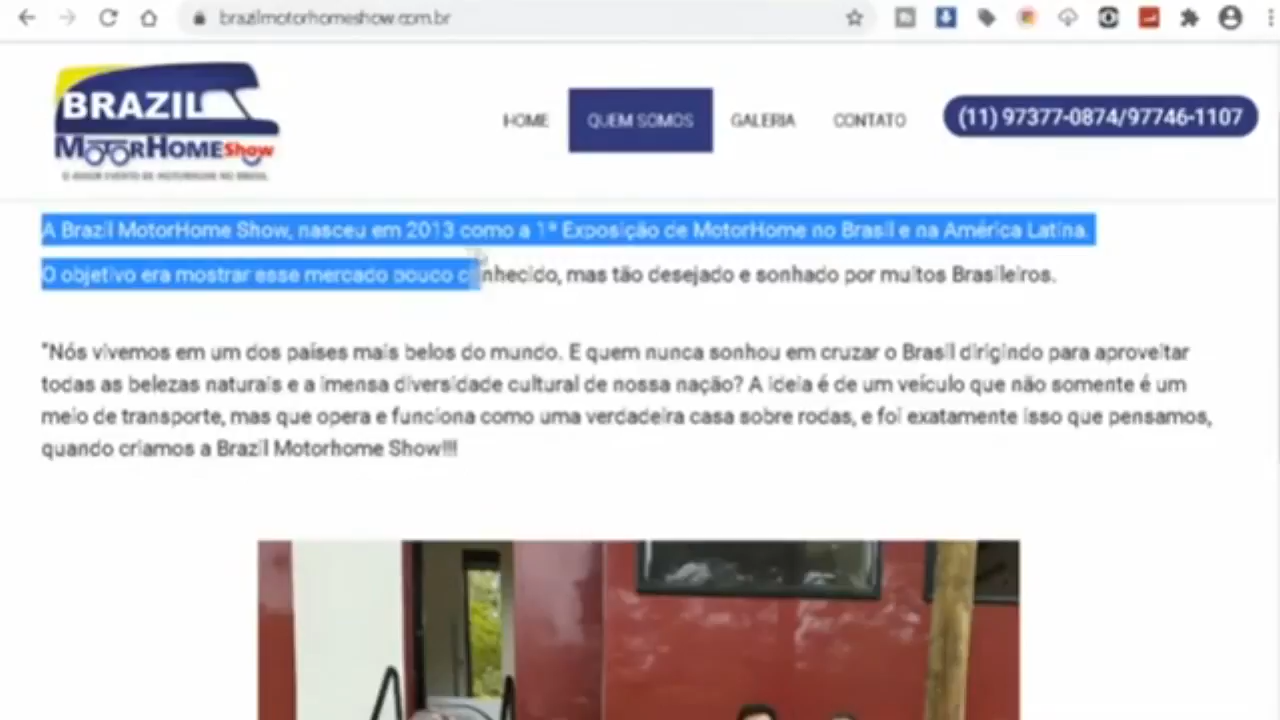 brazilmotorhomeshow.com.br
BRAZIL
MOTORHOME Show
O MAIOR EVENTO DE MOTORHOME NO BRASIL
HOME
QUEM SOMOS
GALERIA
CONTATO
(11) 97377-0874/97746-1107
A Brazil MotorHome Show, nasceu em 2013 como a 1ª Exposição de MotorHome no Brasil e na América Latina.
O objetivo era mostrar esse mercado pouco conhecido, mas tão desejado e sonhado por muitos Brasileiros.
"Nós vivemos em um dos países mais belos do mundo. E quem nunca sonhou em cruzar o Brasil dirigindo para aproveitar
todas as belezas naturais e a imensa diversidade cultural de nossa nação? A ideia é de um veículo que não somente é um
meio de transporte, mas que opera e funciona como uma verdadeira casa sobre rodas, e foi exatamente isso que pensamos,
quando criamos a Brazil Motorhome Show!!!